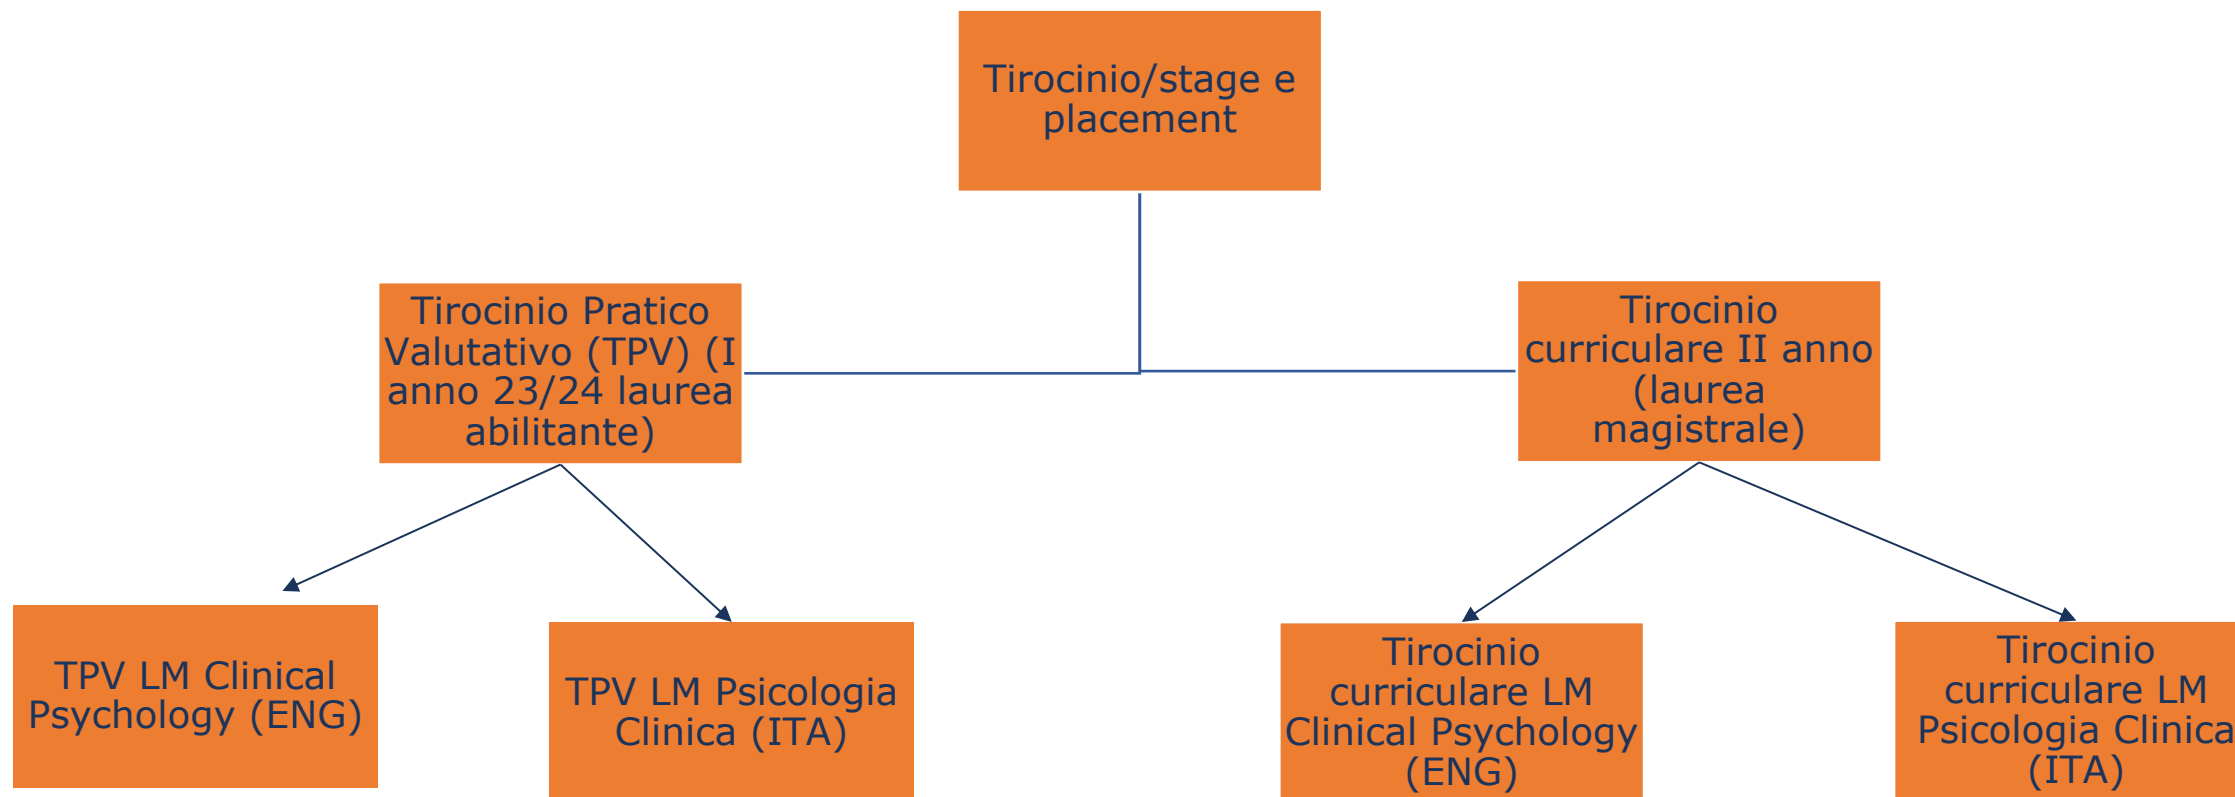 Tirocinio/stage e
placement
Tirocinio Pratico
Valutativo (TPV) (I
anno 23/24 laurea
abilitante)
Tirocinio
curriculare II anno
(laurea
magistrale)
TPV LM Clinical
Psychology (ENG)
TPV LM Psicologia
Clinica (ITA)
Tirocinio
curriculare LM
Clinical Psychology
(ENG)
Tirocinio
curriculare LM
Psicologia Clinica
(ITA)